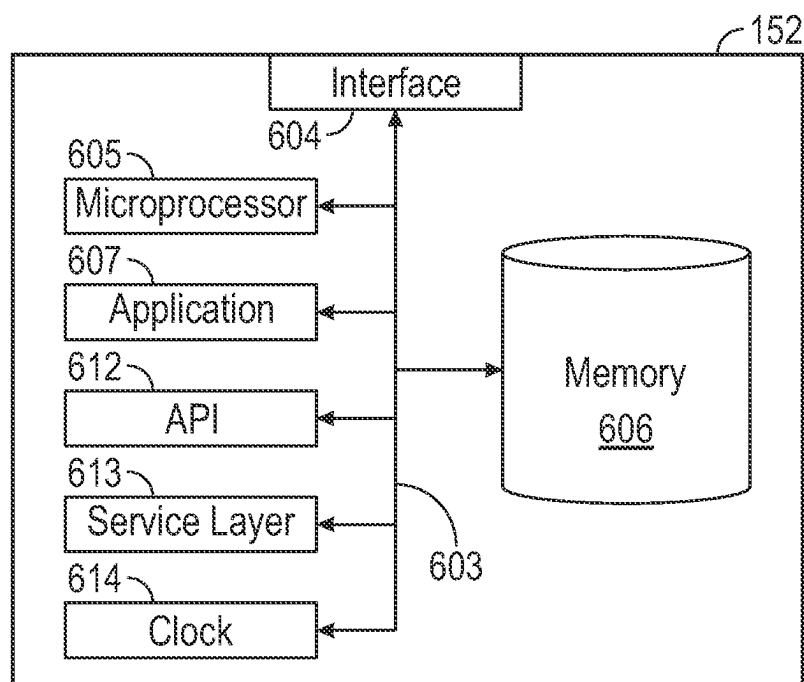 152
Interface
604
605
Microprocessor
607
Application
612
API
613
Service Layer
614
Clock
603
Memory
606